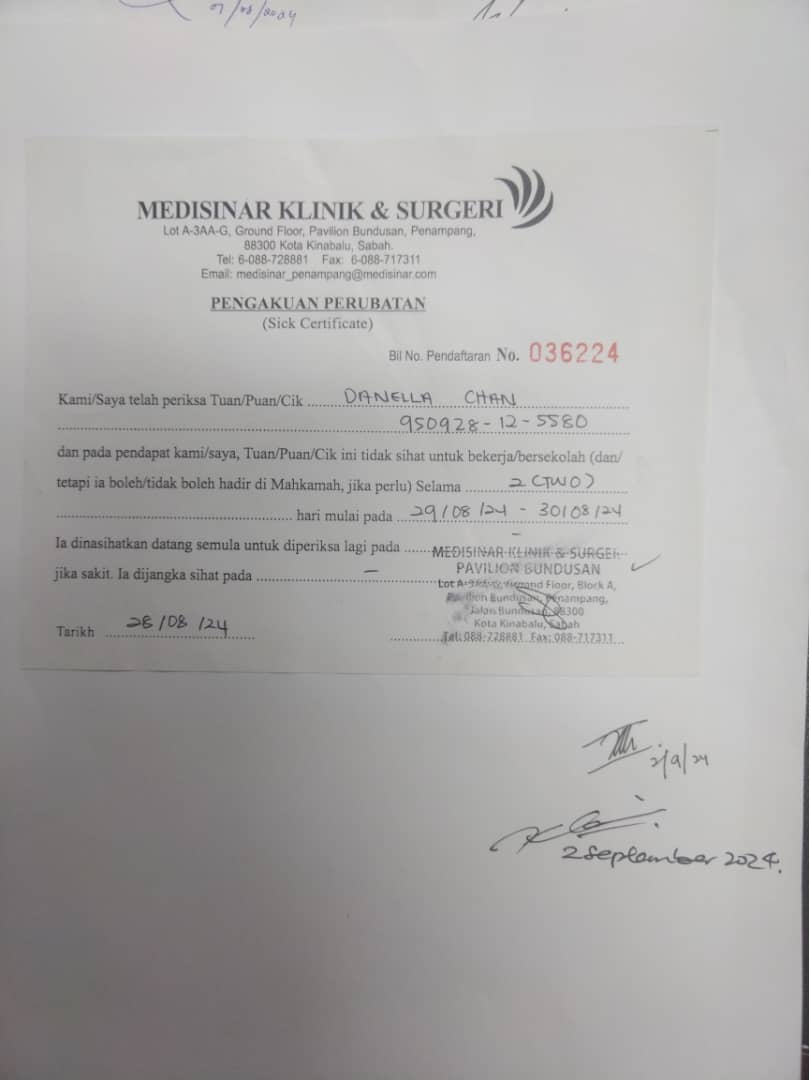 MEDISINAR KLINIK & SURGERI
Lot A-3AA-G, Ground Floor, Pavilion Bundusan, Penampang,
88300 Kota Kinabalu, Sabah.
Tel: 6-088-728881 Fax: 6-088-717311
Email: medisinar_penampang@medisinar.com
PENGAKUAN PERUBATAN
(Sick Certificate)
Bil No. Pendaftaran No. 036224
Kami/Saya telah periksa Tuan/Puan/Cik DANELLA CHAN
950928-12-5580
dan pada pendapat kami/saya, Tuan/Puan/Cik ini tidak sihat untuk bekerja/bersekolah (dan/
tetapi ia boleh/tidak boleh hadir di Mahkamah, jika perlu) Selama 2 (TWO)
hari mulai pada 29/08/24 - 30/08/24
Ia dinasihatkan datang semula untuk diperiksa lagi pada -
jika sakit. Ia dijangka sihat pada -
MEDISINAR KLINIK & SURGERI
PAVILION BUNDUSAN
Ground Floor, Block A,
Pavilion Bundusan, Penampang,
Jalan Bundusan, 88300
Kota Kinabalu, Sabah
Tel: 088-728881 Fax: 088-717311
Tarikh 28/08/24
2/9/24
2 September 2024.